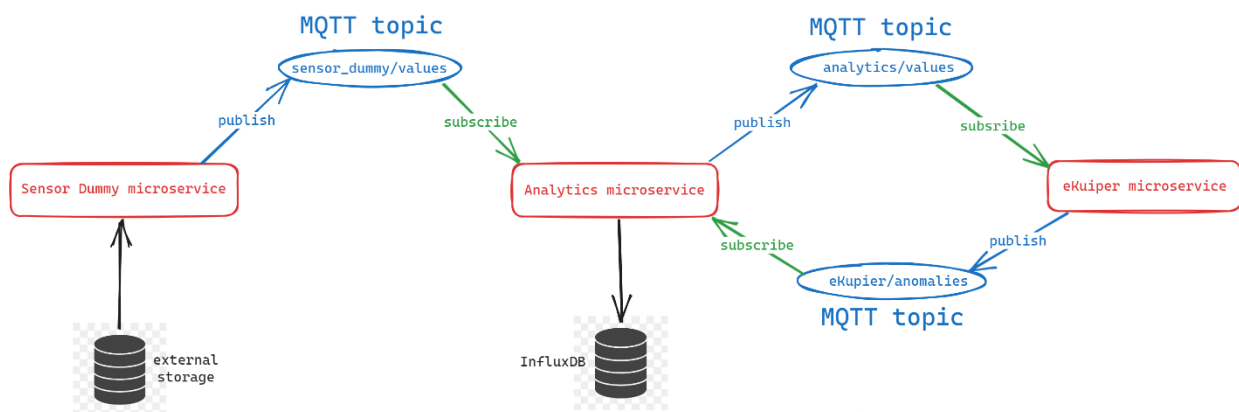 MQTT topic
sensor_dummy/values
publish
subscribe
MQTT topic
analytics/values
publish
subsribe
Sensor Dummy microservice
Analytics microservice
eKuiper microservice
subscribe
publish
eKupier/anomalies
MQTT topic
external
storage
InfluxDB